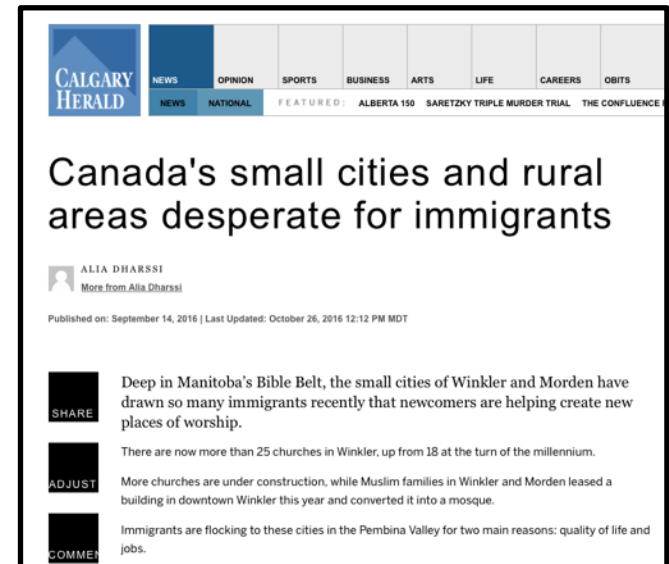 CALGARY
HERALD
NEWS OPINION SPORTS BUSINESS ARTS LIFE CAREERS OBITS
NEWS NATIONAL FEATURED: ALBERTA 150 SARETZKY TRIPLE MURDER TRIAL THE CONFLUENCE
Canada's small cities and rural
areas desperate for immigrants
ALIA DHARSSI
More from Alia Dharssi
Published on: September 14, 2016 | Last Updated: October 26, 2016 12:12 PM MDT
SHARE
Deep in Manitoba's Bible Belt, the small cities of Winkler and Morden have
drawn so many immigrants recently that newcomers are helping create new
places of worship.
There are now more than 25 churches in Winkler, up from 18 at the turn of the millennium.
ADJUST
More churches are under construction, while Muslim families in Winkler and Morden leased a
building in downtown Winkler this year and converted it into a mosque.
COMMEN
Immigrants are flocking to these cities in the Pembina Valley for two main reasons: quality of life and
jobs.